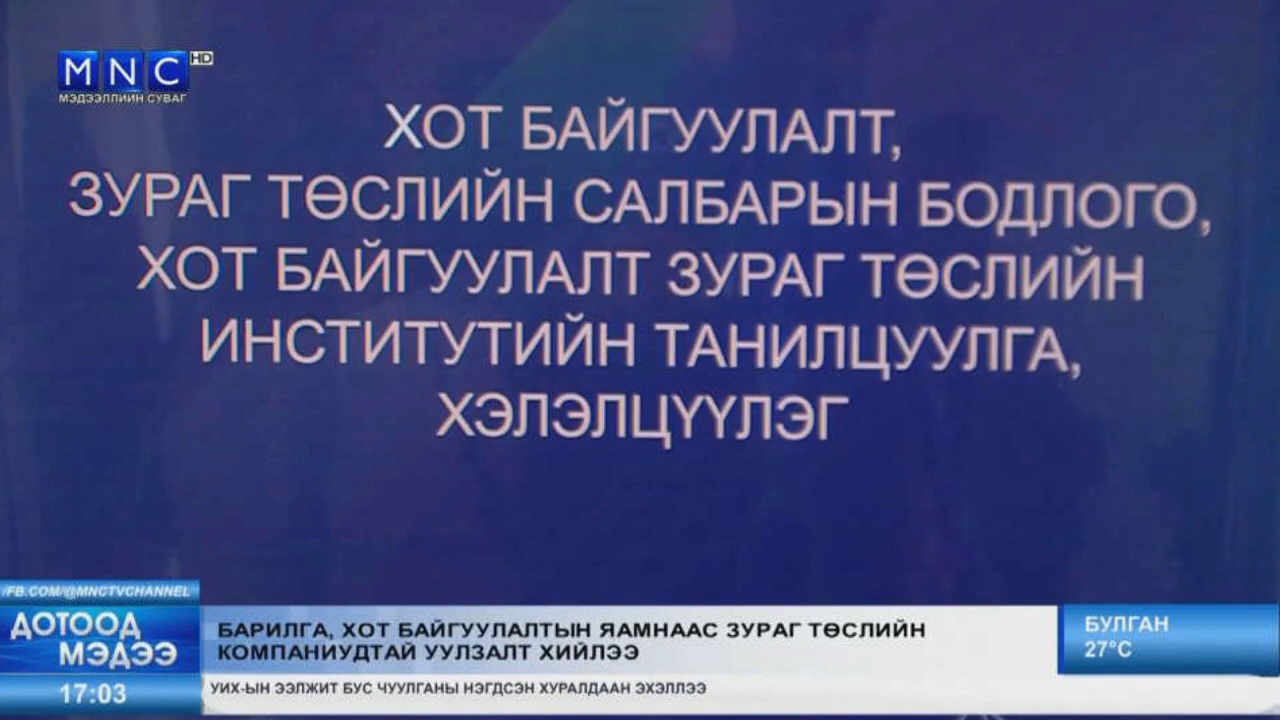 MNC HD
МЭДЭЭЛЛИЙН СУВАГ
ХОТ БАЙГУУЛАЛТ,
ЗУРАГ ТӨСЛИЙН САЛБАРЫН БОДЛОГО,
ХОТ БАЙГУУЛАЛТ ЗУРАГ ТӨСЛИЙН
ИНСТИТУТИЙН ТАНИЛЦУУЛГА,
ХЭЛЭЛЦҮҮЛЭГ
/FB.COM/@MNCTVCHANNEL
ДОТООД
МЭДЭЭ
17:03
БАРИЛГА, ХОТ БАЙГУУЛАЛТЫН ЯАМНААС ЗУРАГ ТӨСЛИЙН
КОМПАНИУДТАЙ УУЛЗАЛТ ХИЙЛЭЭ
УИХ-ЫН ЭЭЛЖИТ БУС ЧУУЛГАНЫ НЭГДСЭН ХУРАЛДААН ЭХЭЛЛЭЭ
БУЛГАН
27°C